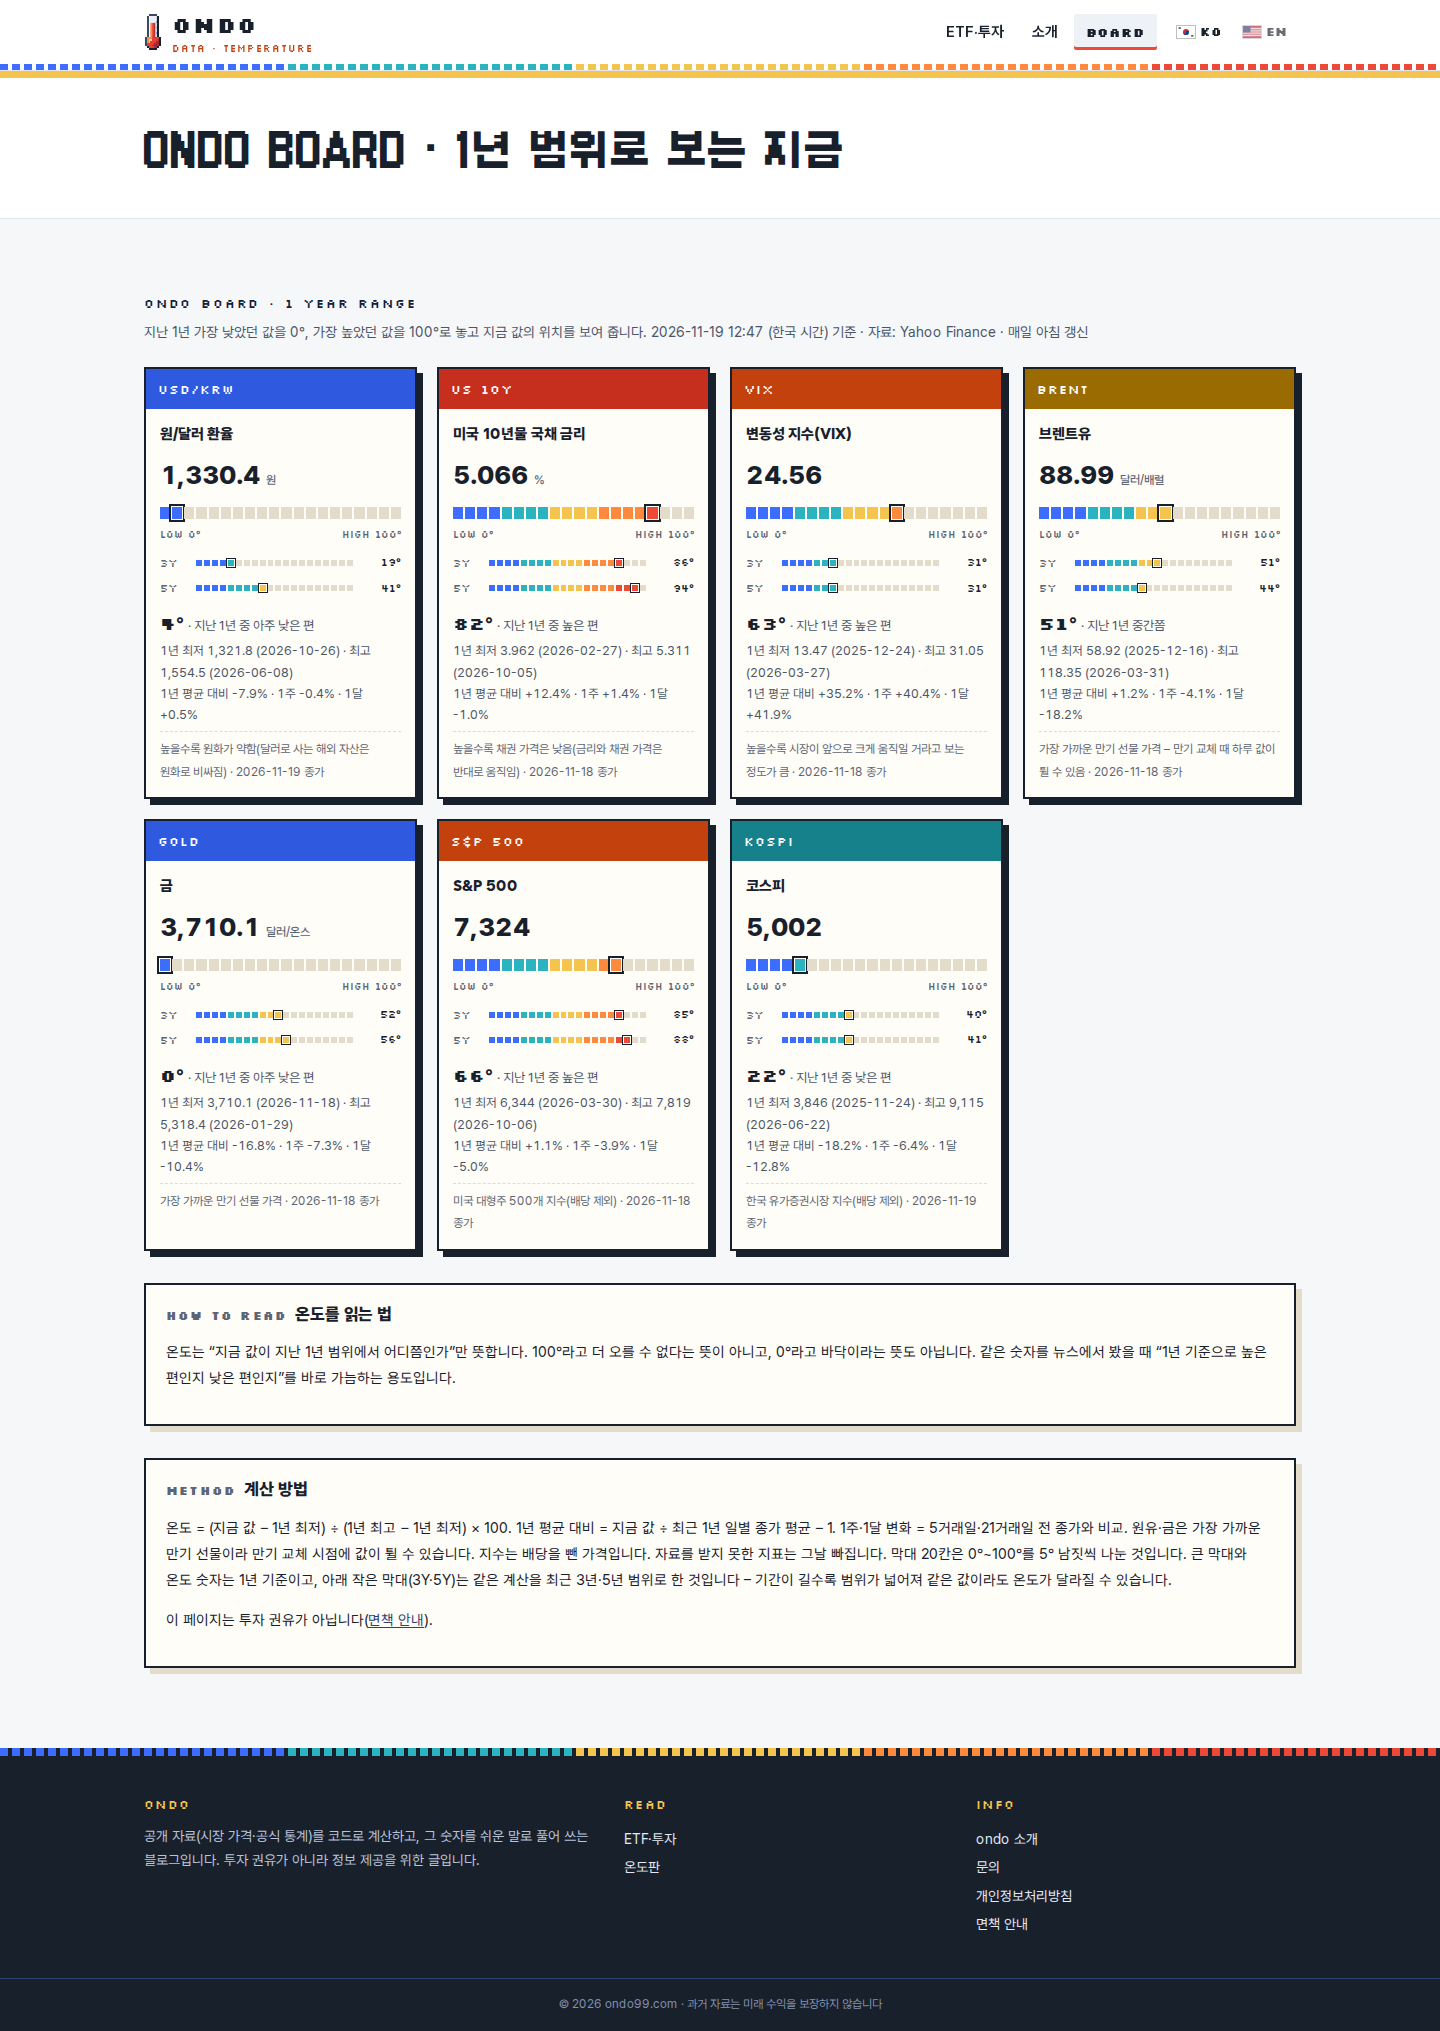 ONDO
DATA · TEMPERATURE
ETF·투자
소개
BOARD
KO
EN
ONDO BOARD · 1년 범위로 보는 지금
ONDO BOARD · 1 YEAR RANGE
지난 1년 가장 낮았던 값을 0°, 가장 높았던 값을 100°로 놓고 지금 값의 위치를 보여 줍니다. 2026-11-19 12:47 (한국 시간) 기준 · 자료: Yahoo Finance · 매일 아침 갱신
USD/KRW
원/달러 환율
1,330.4 원
LOW 0° HIGH 100°
3Y 19°
5Y 41°
4° · 지난 1년 중 아주 낮은 편
1년 최저 1,321.8 (2026-10-26) · 최고
1,554.5 (2026-06-08)
1년 평균 대비 -7.9% · 1주 -0.4% · 1달
+0.5%
높을수록 원화가 약함(달러로 사는 해외 자산은
원화로 비싸짐) · 2026-11-19 종가
US 10Y
미국 10년물 국채 금리
5.066 %
LOW 0° HIGH 100°
3Y 86°
5Y 94°
82° · 지난 1년 중 높은 편
1년 최저 3.962 (2026-02-27) · 최고 5.311
(2026-10-05)
1년 평균 대비 +12.4% · 1주 +1.4% · 1달
-1.0%
높을수록 채권 가격은 낮음(금리와 채권 가격은
반대로 움직임) · 2026-11-18 종가
VIX
변동성 지수(VIX)
24.56
LOW 0° HIGH 100°
3Y 31°
5Y 31°
63° · 지난 1년 중 높은 편
1년 최저 13.47 (2025-12-24) · 최고 31.05
(2026-03-27)
1년 평균 대비 +35.2% · 1주 +40.4% · 1달
+41.9%
높을수록 시장이 앞으로 크게 움직일 거라고 보는
정도가 큼 · 2026-11-18 종가
BRENT
브렌트유
88.99 달러/배럴
LOW 0° HIGH 100°
3Y 51°
5Y 44°
51° · 지난 1년 중간쯤
1년 최저 58.92 (2025-12-16) · 최고
118.35 (2026-03-31)
1년 평균 대비 +1.2% · 1주 -4.1% · 1달
-18.2%
가장 가까운 만기 선물 가격 – 만기 교체 때 하루 값이
튈 수 있음 · 2026-11-18 종가
GOLD
금
3,710.1 달러/온스
LOW 0° HIGH 100°
3Y 52°
5Y 56°
0° · 지난 1년 중 아주 낮은 편
1년 최저 3,710.1 (2026-11-18) · 최고
5,318.4 (2026-01-29)
1년 평균 대비 -16.8% · 1주 -7.3% · 1달
-10.4%
가장 가까운 만기 선물 가격 · 2026-11-18 종가
S&P 500
S&P 500
7,324
LOW 0° HIGH 100°
3Y 85°
5Y 88°
66° · 지난 1년 중 높은 편
1년 최저 6,344 (2026-03-30) · 최고 7,819
(2026-10-06)
1년 평균 대비 +1.1% · 1주 -3.9% · 1달
-5.0%
미국 대형주 500개 지수(배당 제외) · 2026-11-18
종가
KOSPI
코스피
5,002
LOW 0° HIGH 100°
3Y 40°
5Y 41°
22° · 지난 1년 중 낮은 편
1년 최저 3,846 (2025-11-24) · 최고 9,115
(2026-06-22)
1년 평균 대비 -18.2% · 1주 -6.4% · 1달
-12.8%
한국 유가증권시장 지수(배당 제외) · 2026-11-19
종가
HOW TO READ 온도를 읽는 법
온도는 “지금 값이 지난 1년 범위에서 어디쯤인가”만 뜻합니다. 100°라고 더 오를 수 없다는 뜻이 아니고, 0°라고 바닥이라는 뜻도 아닙니다. 같은 숫자를 뉴스에서 봤을 때 “1년 기준으로 높은
편인지 낮은 편인지”를 바로 가늠하는 용도입니다.
METHOD 계산 방법
온도 = (지금 값 − 1년 최저) ÷ (1년 최고 − 1년 최저) × 100. 1년 평균 대비 = 지금 값 ÷ 최근 1년 일별 종가 평균 − 1. 1주·1달 변화 = 5거래일·21거래일 전 종가와 비교. 원유·금은 가장 가까운
만기 선물이라 만기 교체 시점에 값이 튈 수 있습니다. 지수는 배당을 뺀 가격입니다. 자료를 받지 못한 지표는 그날 빠집니다. 막대 20칸은 0°~100°를 5° 남짓씩 나눈 것입니다. 큰 막대와
온도 숫자는 1년 기준이고, 아래 작은 막대(3Y·5Y)는 같은 계산을 최근 3년·5년 범위로 한 것입니다 – 기간이 길수록 범위가 넓어져 같은 값이라도 온도가 달라질 수 있습니다.
이 페이지는 투자 권유가 아닙니다(면책 안내).
ONDO
공개 자료(시장 가격·공식 통계)를 코드로 계산하고, 그 숫자를 쉬운 말로 풀어 쓰는
블로그입니다. 투자 권유가 아니라 정보 제공을 위한 글입니다.
READ
ETF·투자
온도판
INFO
ondo 소개
문의
개인정보처리방침
면책 안내
© 2026 ondo99.com · 과거 자료는 미래 수익을 보장하지 않습니다